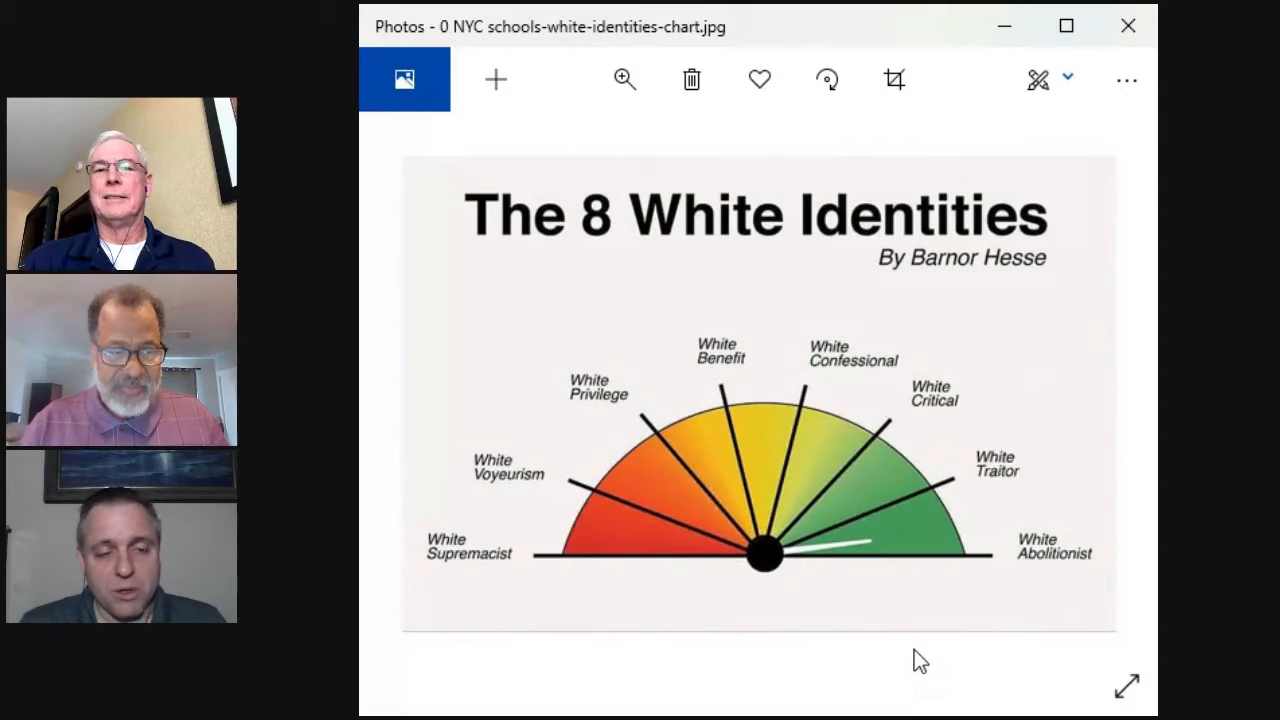 Photos - 0 NYC schools-white-identities-chart.jpg
The 8 White Identities
By Barnor Hesse
White
Benefit
White
Confessional
White
Privilege
White
Critical
White
Voyeurism
White
Traitor
White
Supremacist
White
Abolitionist